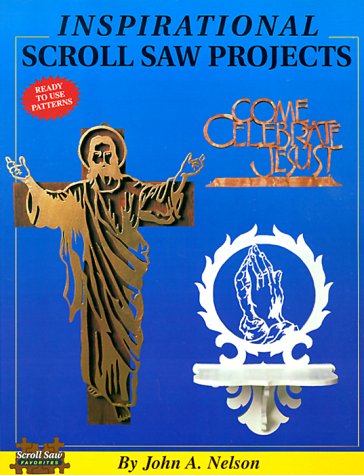 INSPIRATIONAL
SCROLL SAW PROJECTS
READY
TO USE
PATTERNS
COME
CELEBRATE
JESUS!
Scroll Saw
FAVORITES
By John A. Nelson